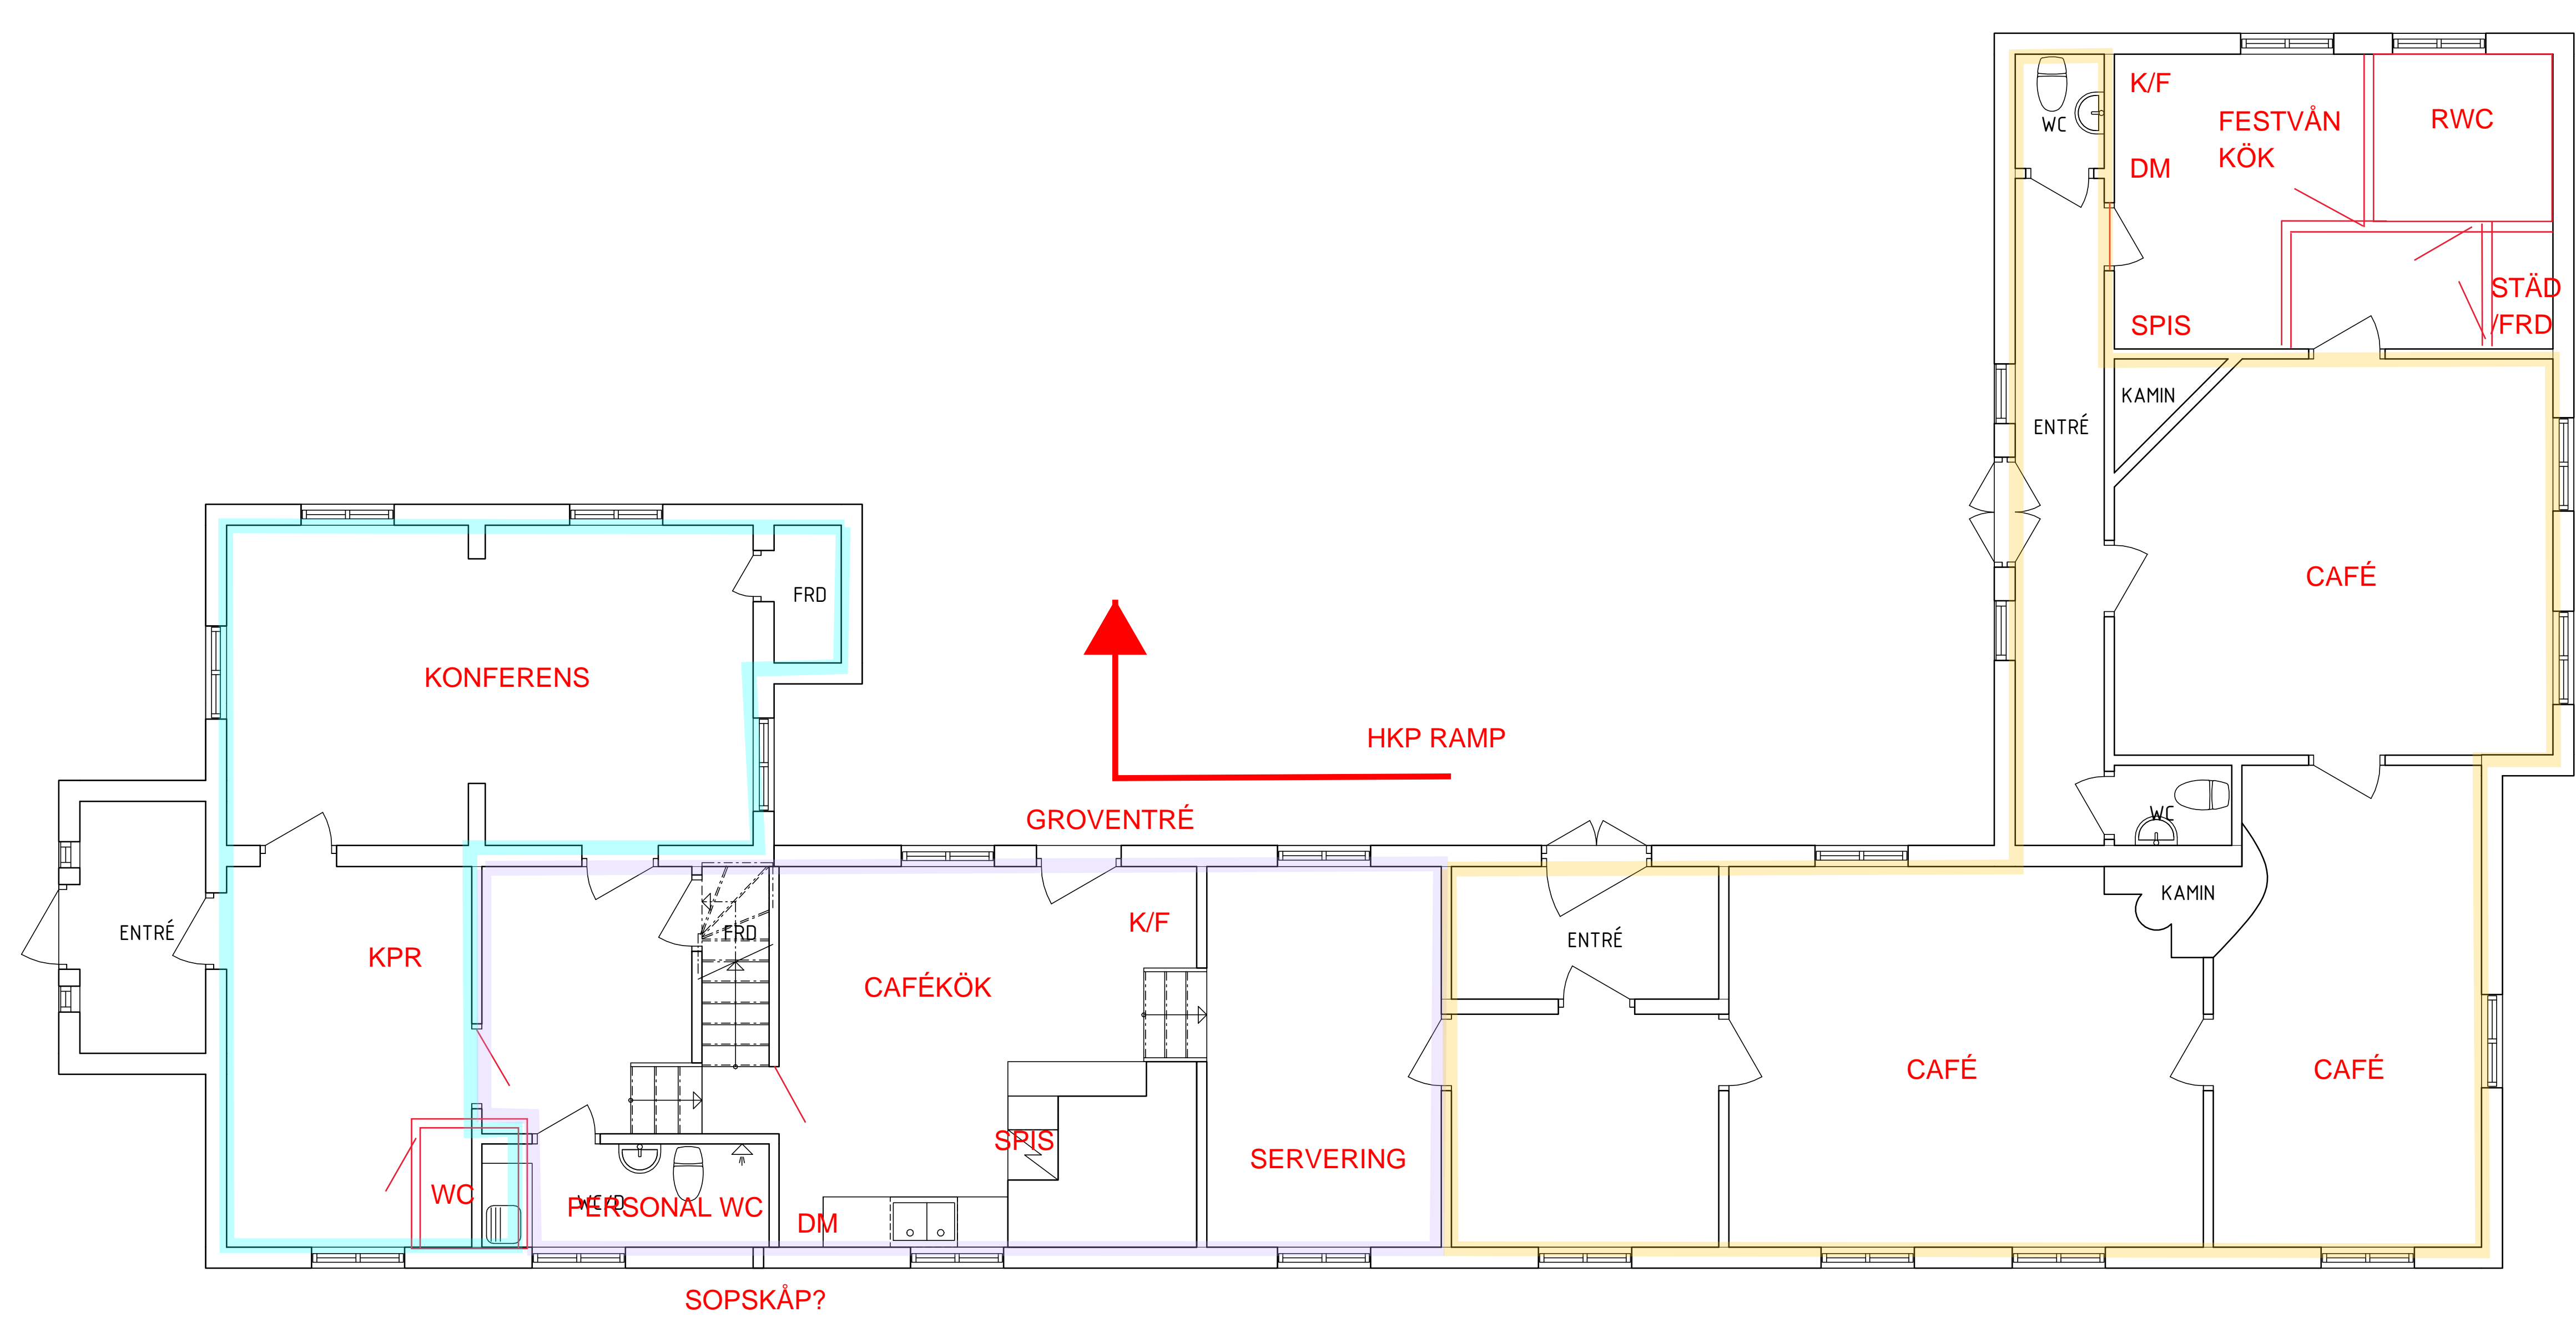 K/F
FESTVÅN
KÖK
RWC
WC
DM
STÄD
/FRD
SPIS
KAMIN
ENTRÉ
CAFÉ
FRD
KONFERENS
HKP RAMP
GROVENTRÉ
WC
KAMIN
ENTRÉ
KPR
FRD
CAFÉKÖK
K/F
ENTRÉ
CAFÉ
CAFÉ
SPIS
SERVERING
WC
WC/D
PERSONAL WC
DM
SOPSKÅP?